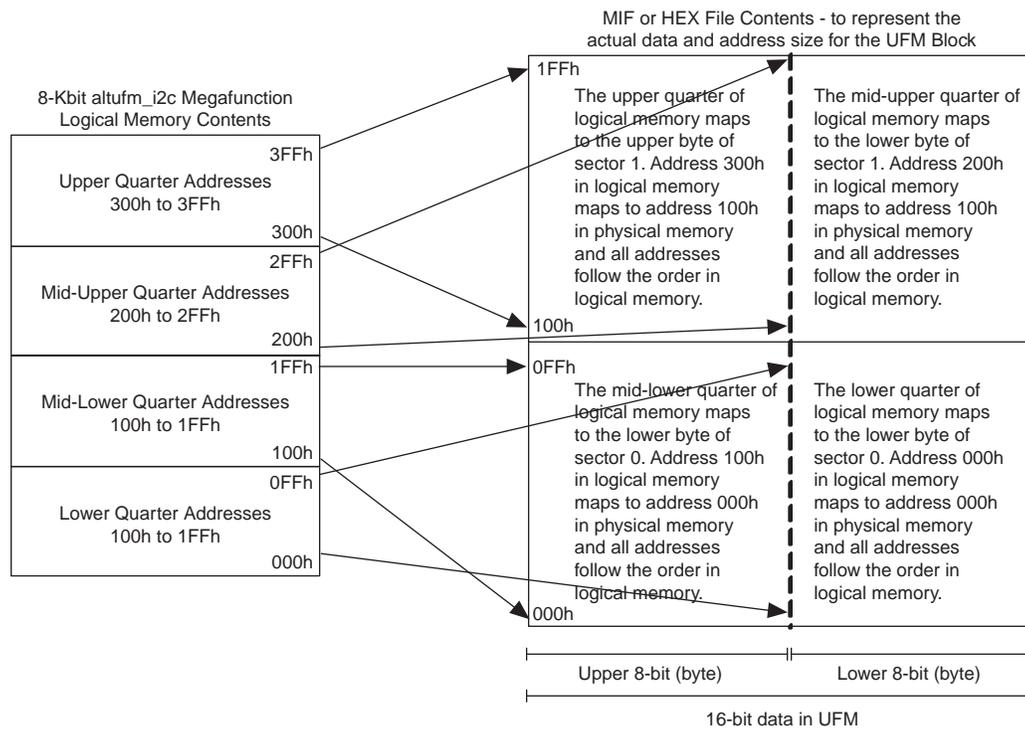 MIF or HEX File Contents - to represent the
actual data and address size for the UFM Block
8-Kbit altufm_i2c Megafunction
Logical Memory Contents
3FFh
Upper Quarter Addresses
300h to 3FFh
300h
2FFh
Mid-Upper Quarter Addresses
200h to 2FFh
200h
1FFh
Mid-Lower Quarter Addresses
100h to 1FFh
100h
0FFh
Lower Quarter Addresses
100h to 1FFh
000h
1FFh
The upper quarter of
logical memory maps
to the upper byte of
sector 1. Address 300h
in logical memory
maps to address 100h
in physical memory
and all addresses
follow the order in
logical memory.
100h
The mid-upper quarter of
logical memory maps
to the lower byte of
sector 1. Address 200h
in logical memory
maps to address 100h
in physical memory
and all addresses
follow the order in
logical memory.
0FFh
The mid-lower quarter of
logical memory maps
to the lower byte of
sector 0. Address 100h
in logical memory
maps to address 000h
in physical memory
and all addresses
follow the order in
logical memory.
000h
The lower quarter of
logical memory maps
to the lower byte of
sector 0. Address 000h
in logical memory
maps to address 000h
in physical memory
and all addresses
follow the order in
logical memory.
Upper 8-bit (byte)
Lower 8-bit (byte)
16-bit data in UFM